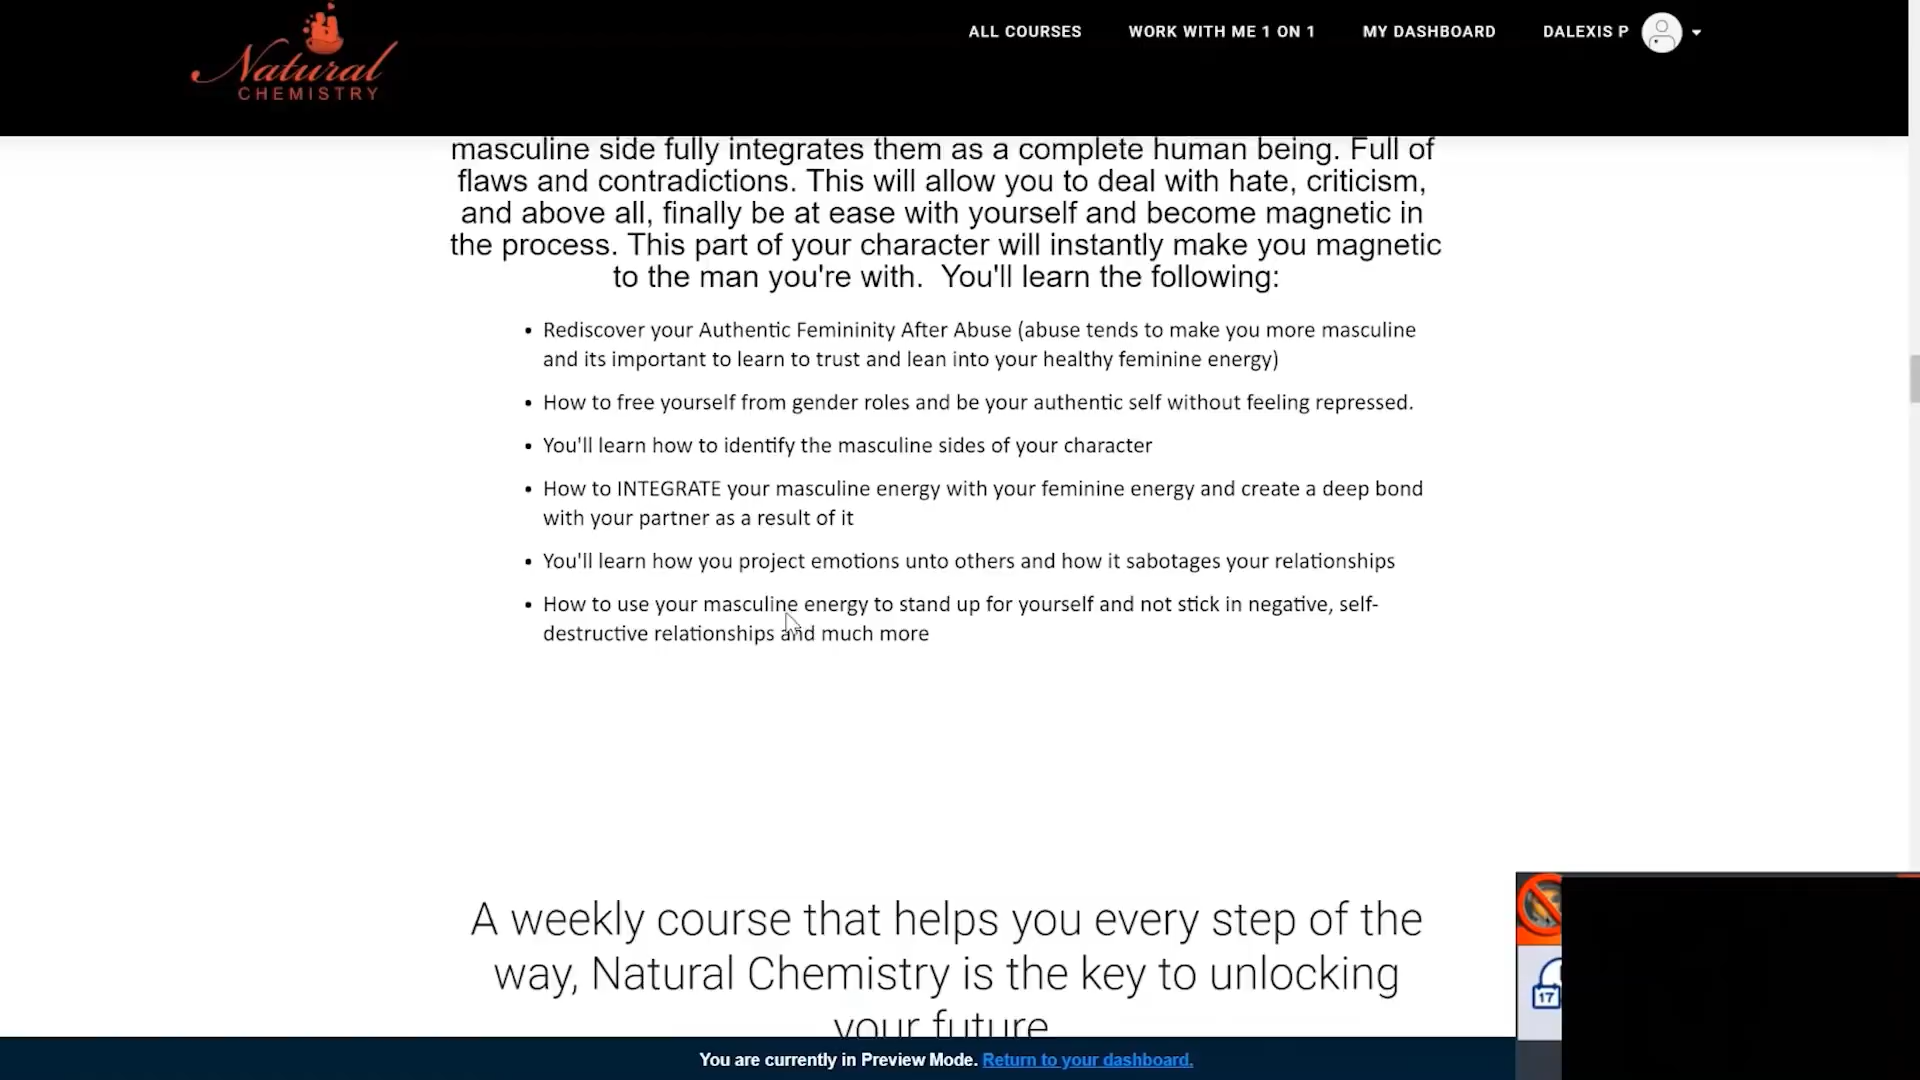 Natural
CHEMISTRY
ALL COURSES
WORK WITH ME 1 ON 1
MY DASHBOARD
DALEXIS P
masculine side fully integrates them as a complete human being. Full of
flaws and contradictions. This will allow you to deal with hate, criticism,
and above all, finally be at ease with yourself and become magnetic in
the process. This part of your character will instantly make you magnetic
to the man you're with.  You'll learn the following:
• Rediscover your Authentic Femininity After Abuse (abuse tends to make you more masculine
and its important to learn to trust and lean into your healthy feminine energy)
• How to free yourself from gender roles and be your authentic self without feeling repressed.
• You'll learn how to identify the masculine sides of your character
• How to INTEGRATE your masculine energy with your feminine energy and create a deep bond
with your partner as a result of it
• You'll learn how you project emotions unto others and how it sabotages your relationships
• How to use your masculine energy to stand up for yourself and not stick in negative, self-
destructive relationships and much more
A weekly course that helps you every step of the
way, Natural Chemistry is the key to unlocking
your future
17
You are currently in Preview Mode. Return to your dashboard.